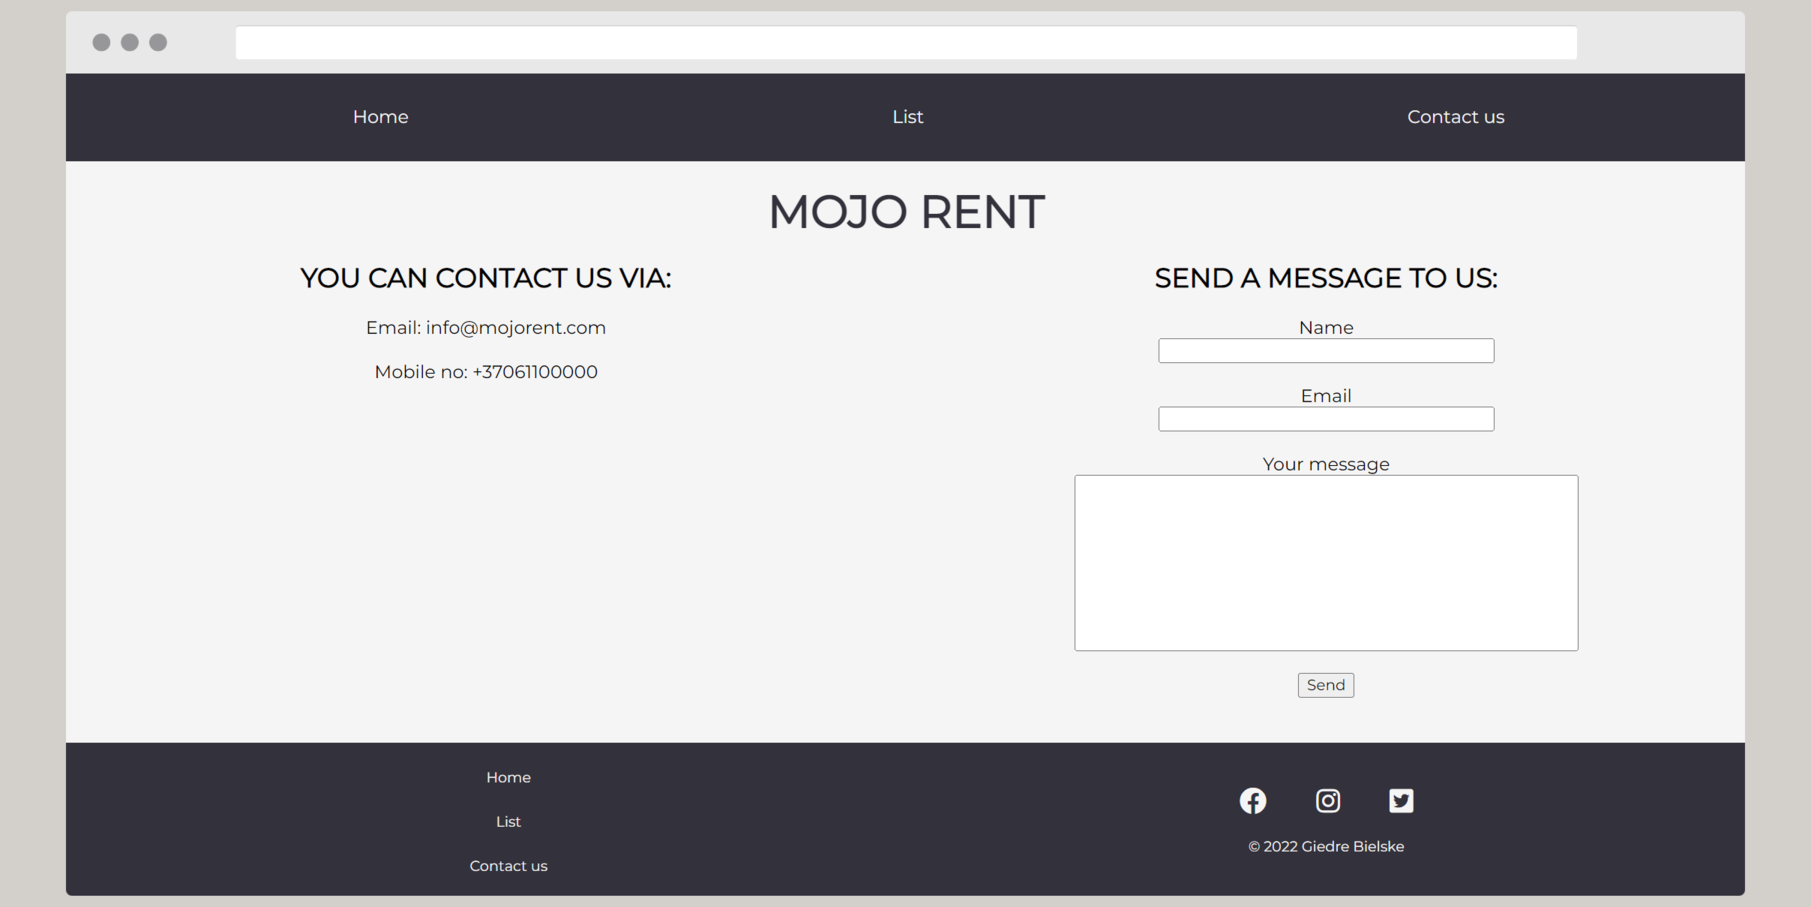 Home
List
Contact us
MOJO RENT
YOU CAN CONTACT US VIA:
Email: info@mojorent.com
Mobile no: +37061100000
SEND A MESSAGE TO US:
Name
Email
Your message
Send
Home
List
Contact us
© 2022 Giedre Bielske